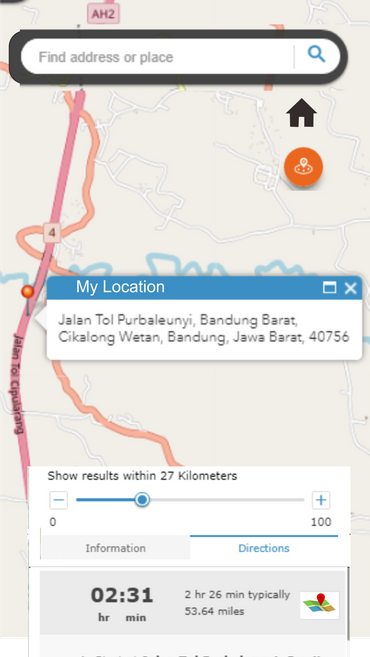 AH2
Find address or place
4
My Location
Jalan Tol Purbaleunyi, Bandung Barat,
Cikalong Wetan, Bandung, Jawa Barat, 40756
Jalan Tol Cipularang
Show results within 27 Kilometers
0 100
Information Directions
02:31
hr min
2 hr 26 min typically
53.64 miles